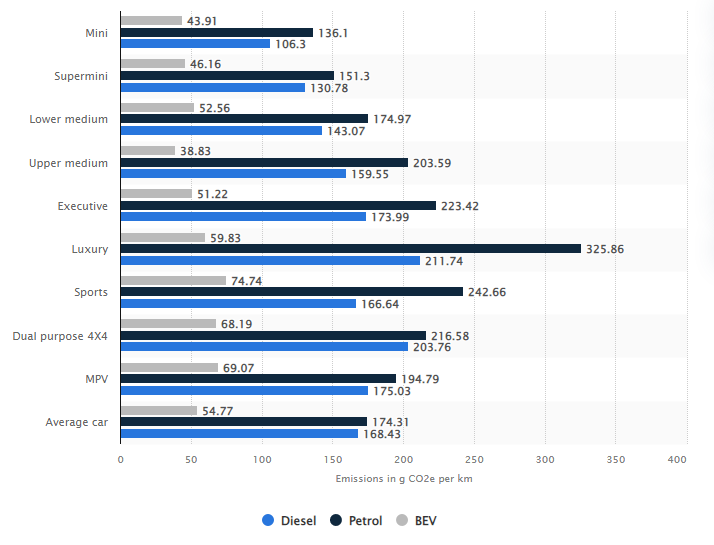 43.91
Mini
136.1
106.3
46.16
Supermini
151.3
130.78
52.56
Lower medium
174.97
143.07
38.83
Upper medium
203.59
159.55
51.22
Executive
223.42
173.99
59.83
Luxury
325.86
211.74
74.74
Sports
242.66
166.64
68.19
Dual purpose 4X4
216.58
203.76
69.07
MPV
194.79
175.03
54.77
Average car
174.31
168.43
0 50 100 150 200 250 300 350 400
Emissions in g CO2e per km
Diesel Petrol BEV